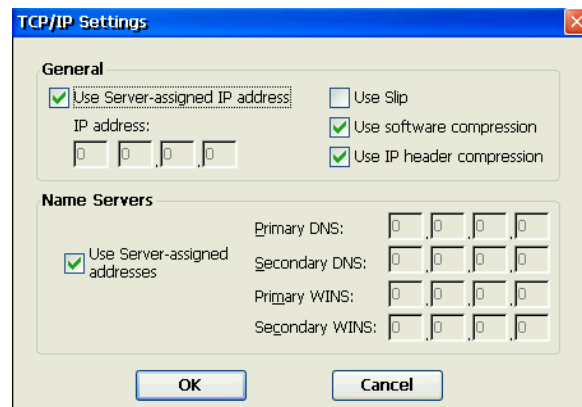 TCP/IP Settings
General
Use Server-assigned IP address
Use Slip
IP address:
Use software compression
0 . 0 . 0 . 0
Use IP header compression
Name Servers
Use Server-assigned
addresses
Primary DNS: 0 . 0 . 0 . 0
Secondary DNS: 0 . 0 . 0 . 0
Primary WINS: 0 . 0 . 0 . 0
Secondary WINS: 0 . 0 . 0 . 0
OK
Cancel